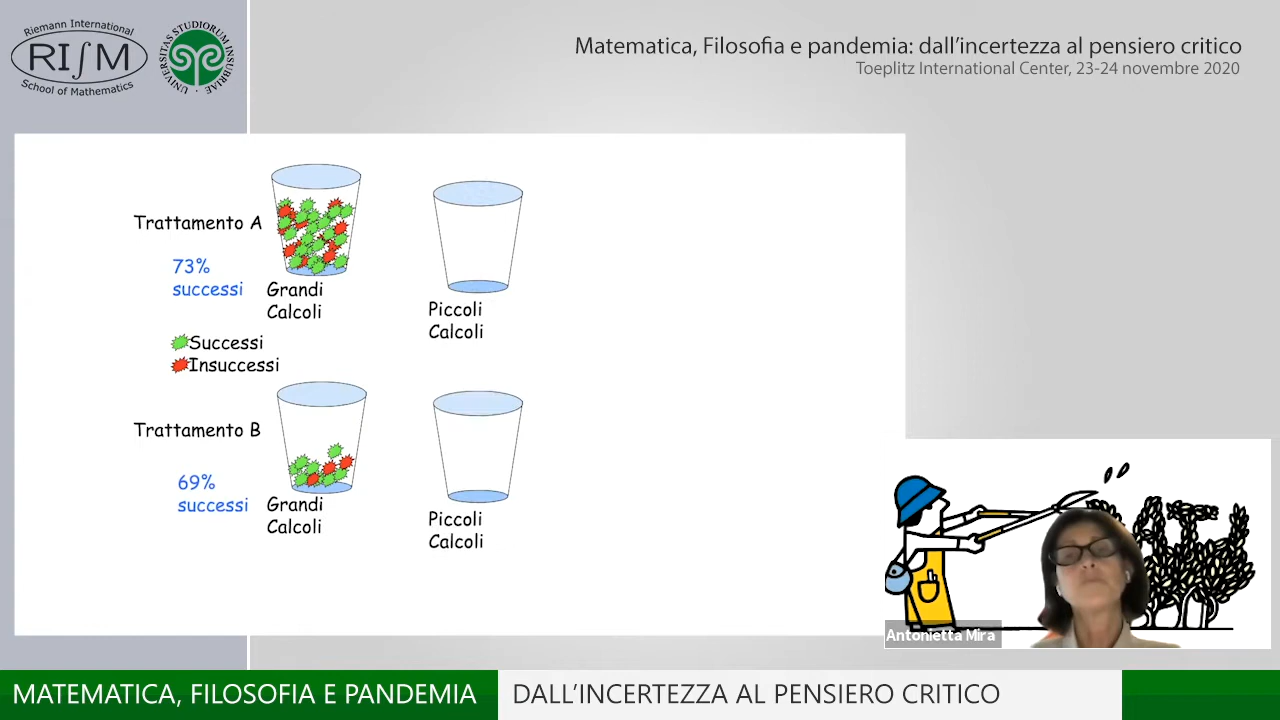 Riemann International
RISM
School of Mathematics
UNIVERSITAS STUDIORUM INSUBRIAE
Matematica, Filosofia e pandemia: dall'incertezza al pensiero critico
Toeplitz International Center, 23-24 novembre 2020
Trattamento A
73%
successi
Grandi
Calcoli
Piccoli
Calcoli
Successi
Insuccessi
Trattamento B
69%
successi
Grandi
Calcoli
Piccoli
Calcoli
Antonietta Mira
MATEMATICA, FILOSOFIA E PANDEMIA
DALL'INCERTEZZA AL PENSIERO CRITICO